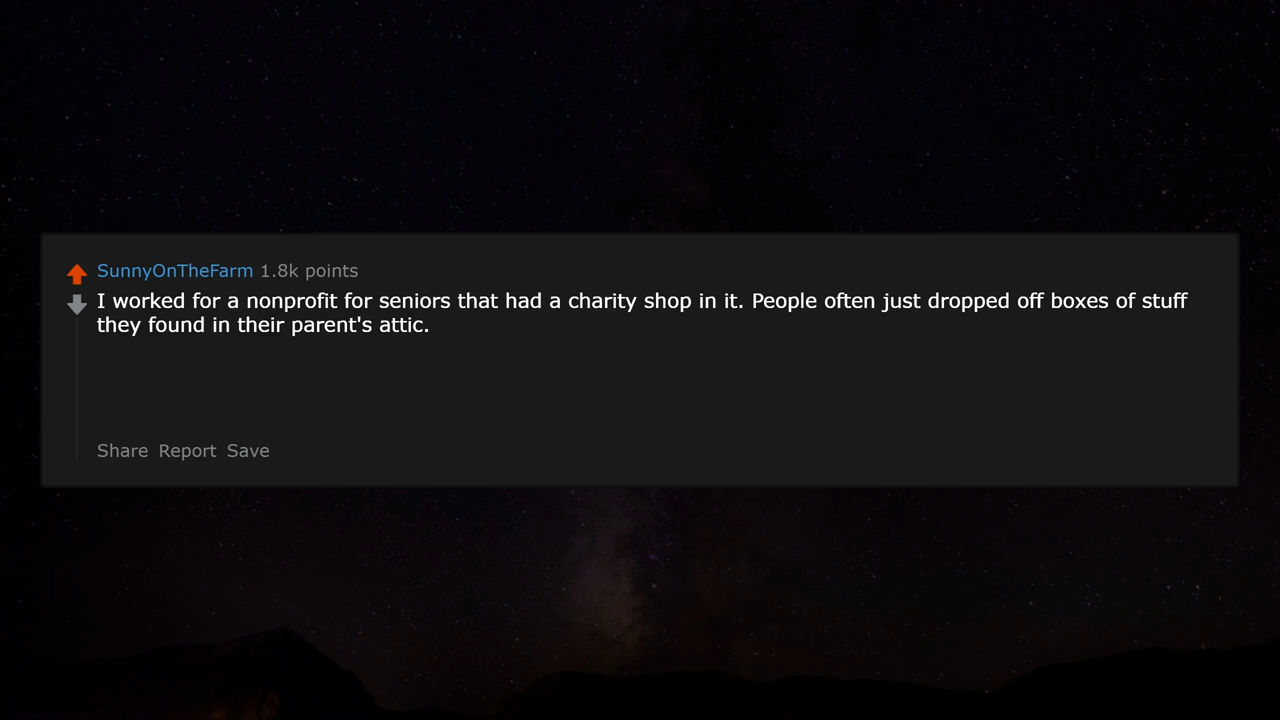 SunnyOnTheFarm 1.8k points
I worked for a nonprofit for seniors that had a charity shop in it. People often just dropped off boxes of stuff
they found in their parent's attic.
Share Report Save